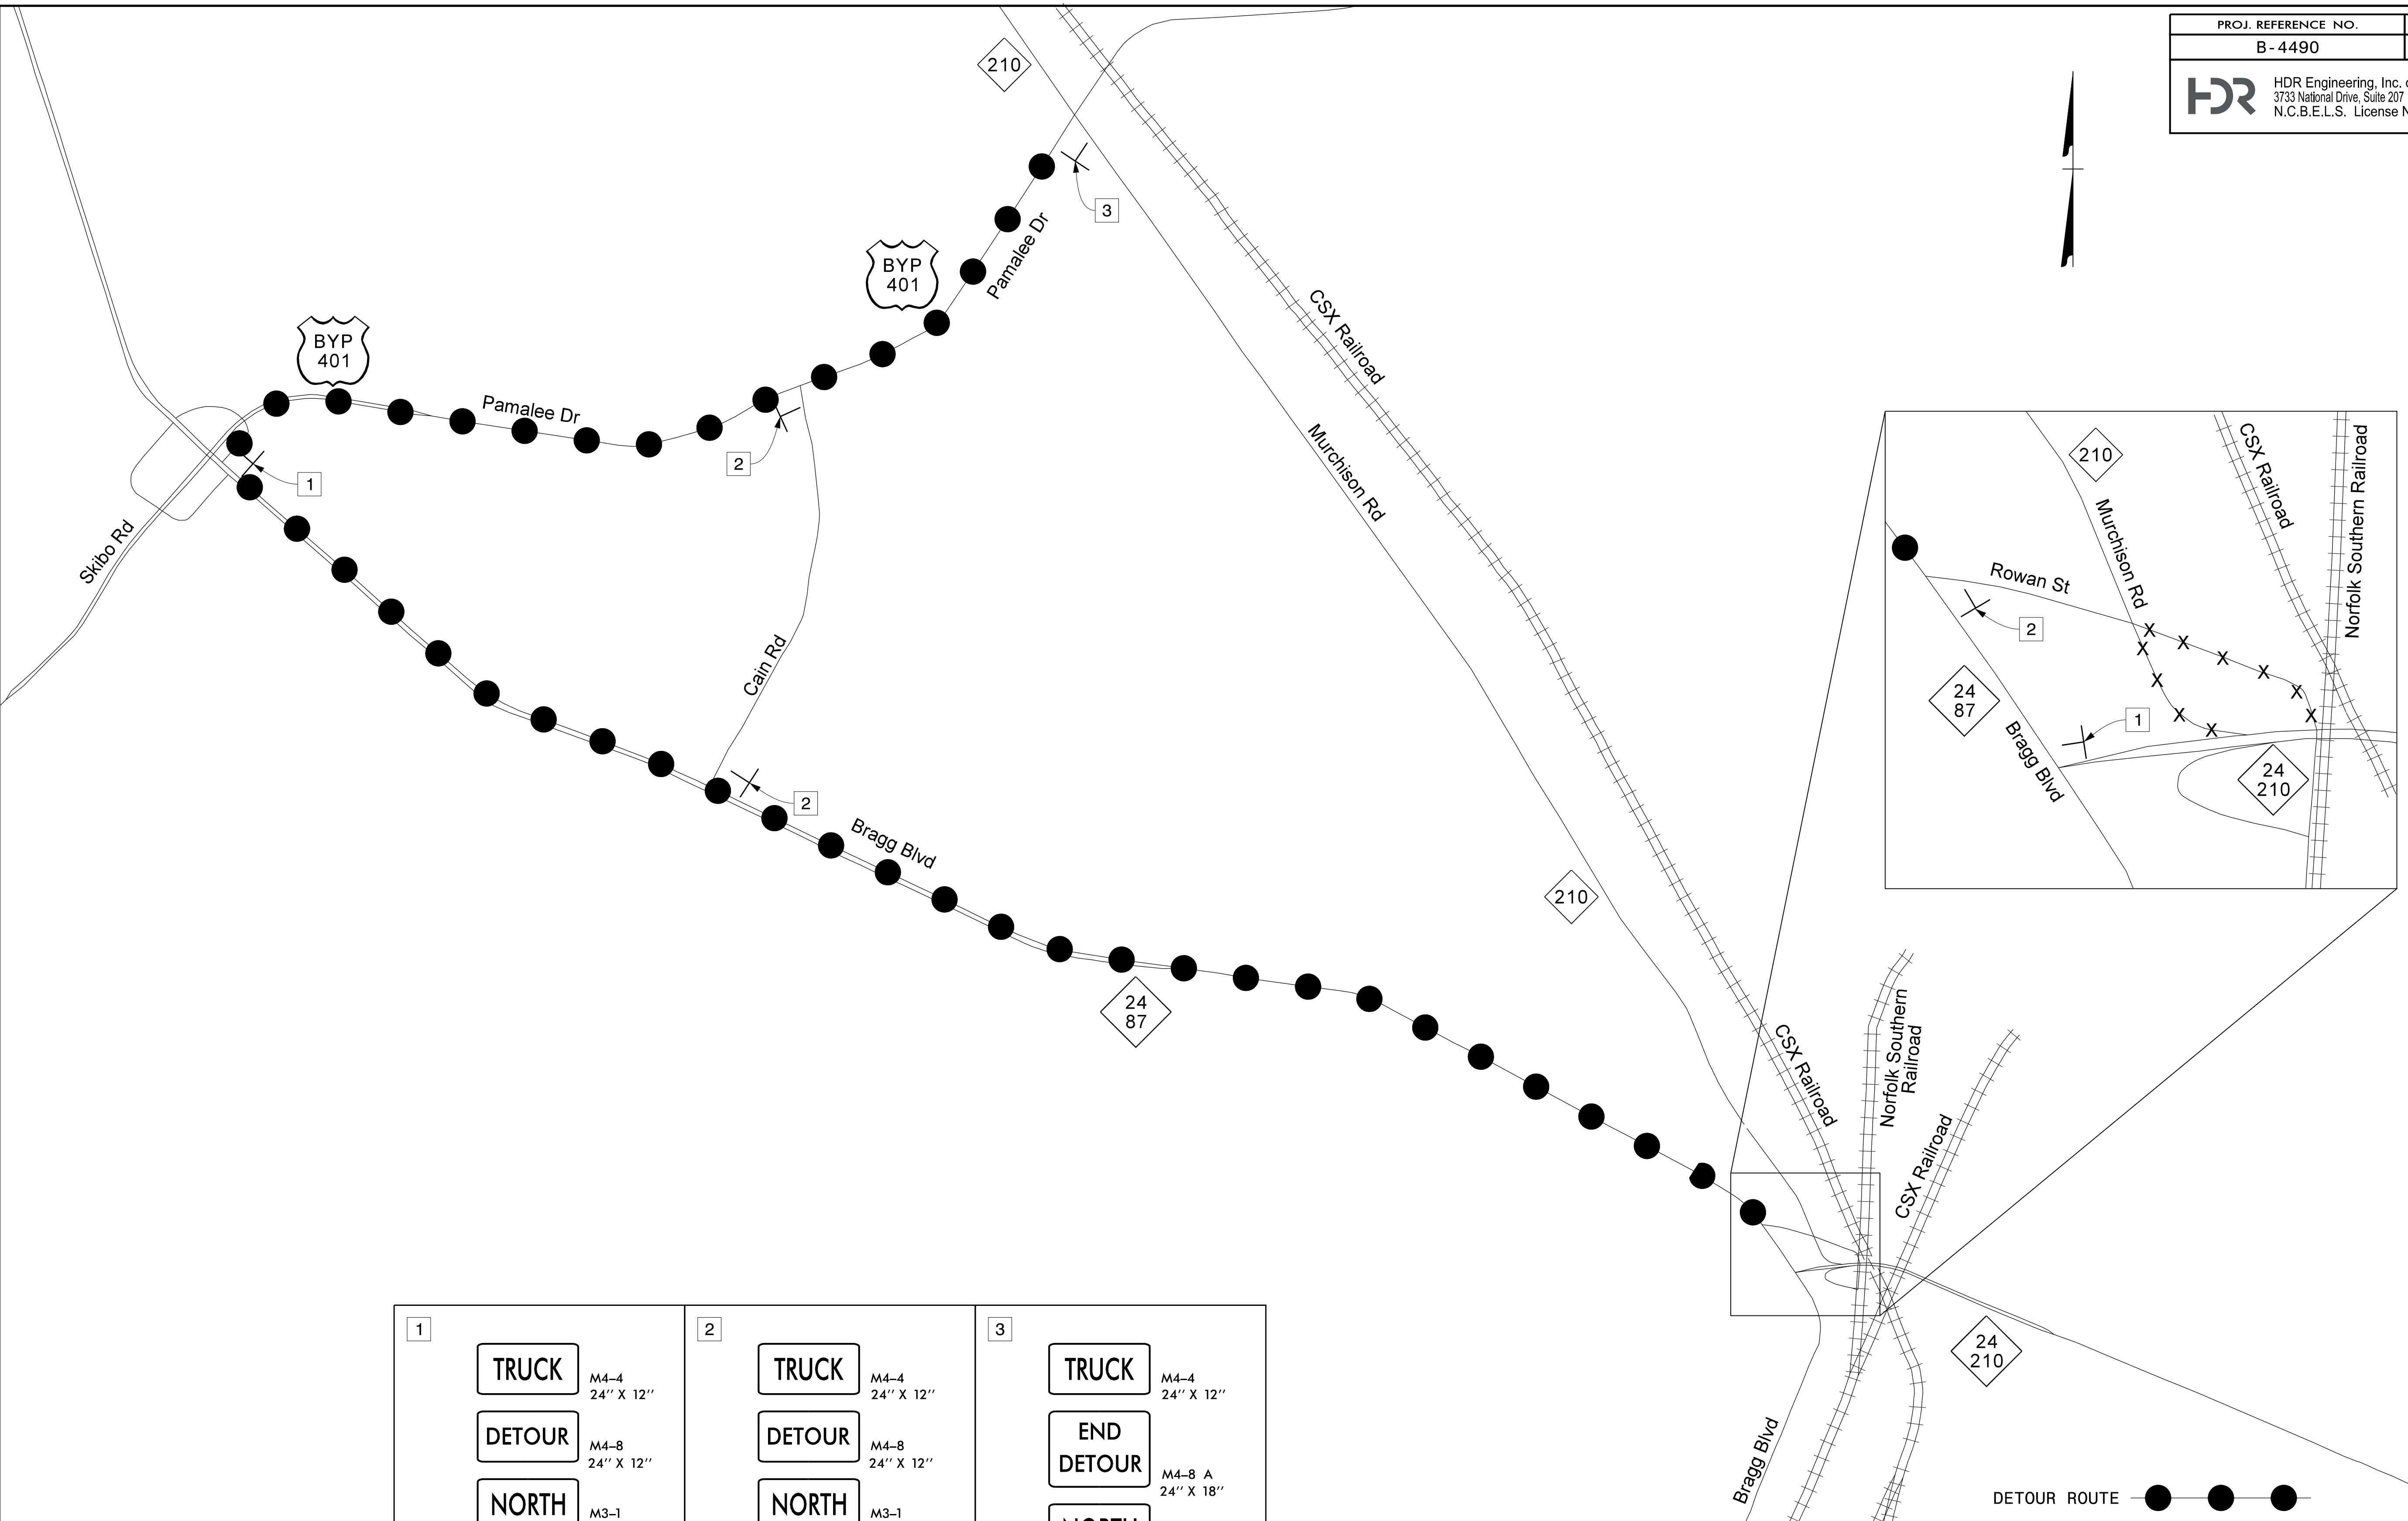 PROJ. REFERENCE NO.
B-4490
HDR
HDR Engineering, Inc.
3733 National Drive, Suite 207
N.C.B.E.L.S. License
210
3
BYP
401
Pamalee Dr
BYP
401
Pamalee Dr
CSX Railroad
2
1
Skibo Rd
Murchison Rd
Cain Rd
2
Bragg Blvd
210
24
87
210
CSX Railroad
Norfolk Southern Railroad
Murchison Rd
Rowan St
2
X X X X X X X X X X
24
87
1
Bragg Blvd
24
210
CSX Railroad
Norfolk Southern
Railroad
CSX Railroad
24
210
Bragg Blvd
1
TRUCK
M4-4
24" X 12"
DETOUR
M4-8
24" X 12"
NORTH
M3-1
2
TRUCK
M4-4
24" X 12"
DETOUR
M4-8
24" X 12"
NORTH
M3-1
3
TRUCK
M4-4
24" X 12"
END
DETOUR
M4-8 A
24" X 18"
NORTH
DETOUR ROUTE